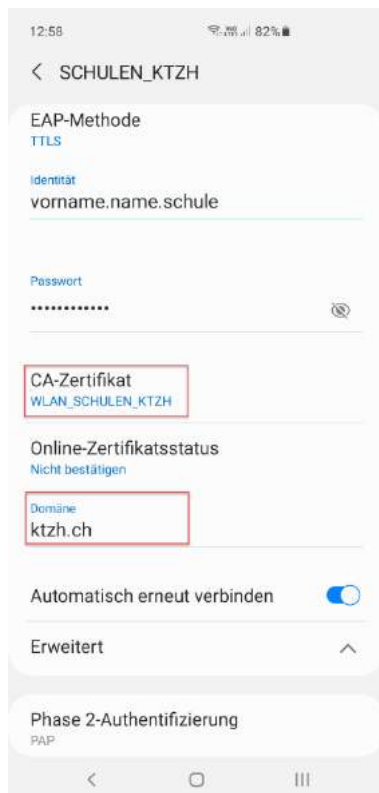 12:58
82%
SCHULEN_KTZH
EAP-Methode
TTLS
Identität
vorname.name.schule
Passwort
••••••••••••
CA-Zertifikat
WLAN_SCHULEN_KTZH
Online-Zertifikatsstatus
Nicht bestätigen
Domäne
ktzh.ch
Automatisch erneut verbinden
Erweitert
Phase 2-Authentifizierung
PAP